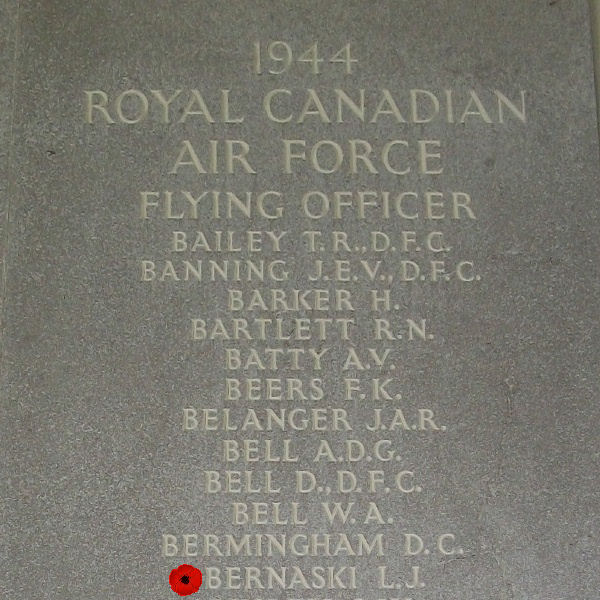 1944
ROYAL CANADIAN
AIR FORCE
FLYING OFFICER
BAILEY T.R., D.F.C.
BANNING J.E.V., D.F.C.
BARKER H.
BARTLETT R.N.
BATTY A.V.
BEERS F.K.
BELANGER J.A.R.
BELL A.D.G.
BELL D., D.F.C.
BELL W.A.
BERMINGHAM D.C.
BERNASKI L.J.